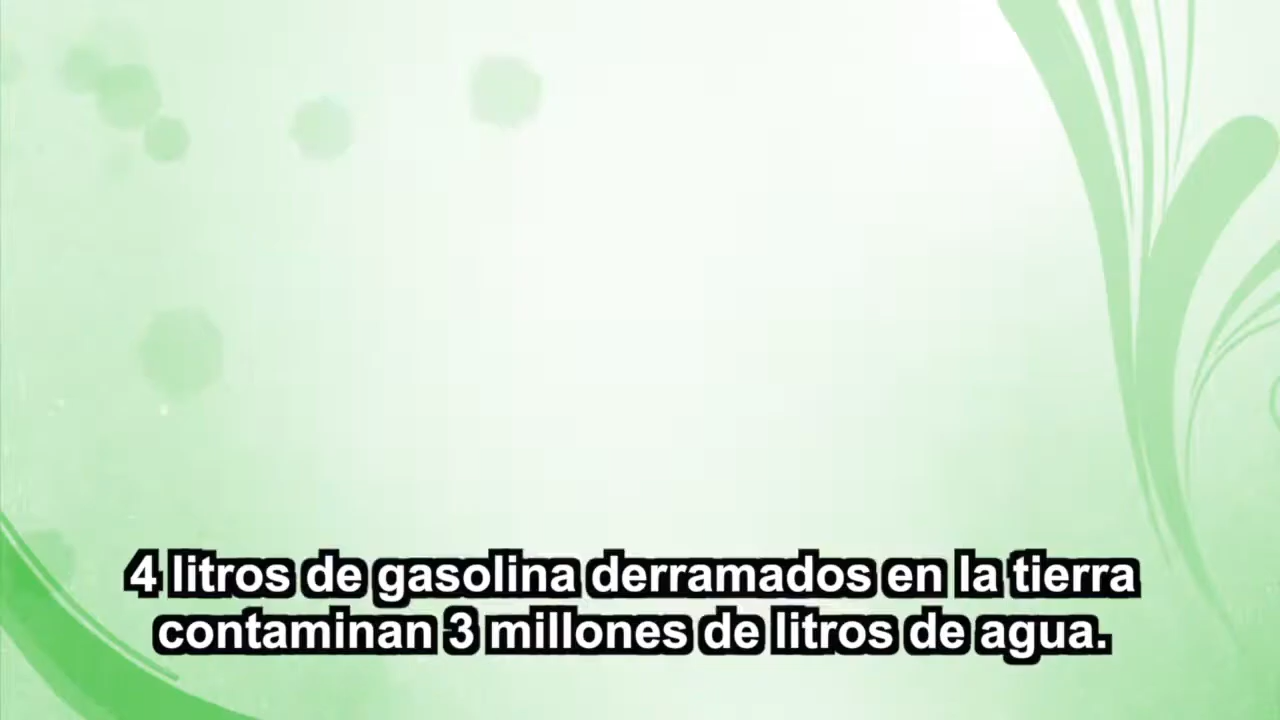 4 litros de gasolina derramados en la tierra
contaminan 3 millones de litros de agua.